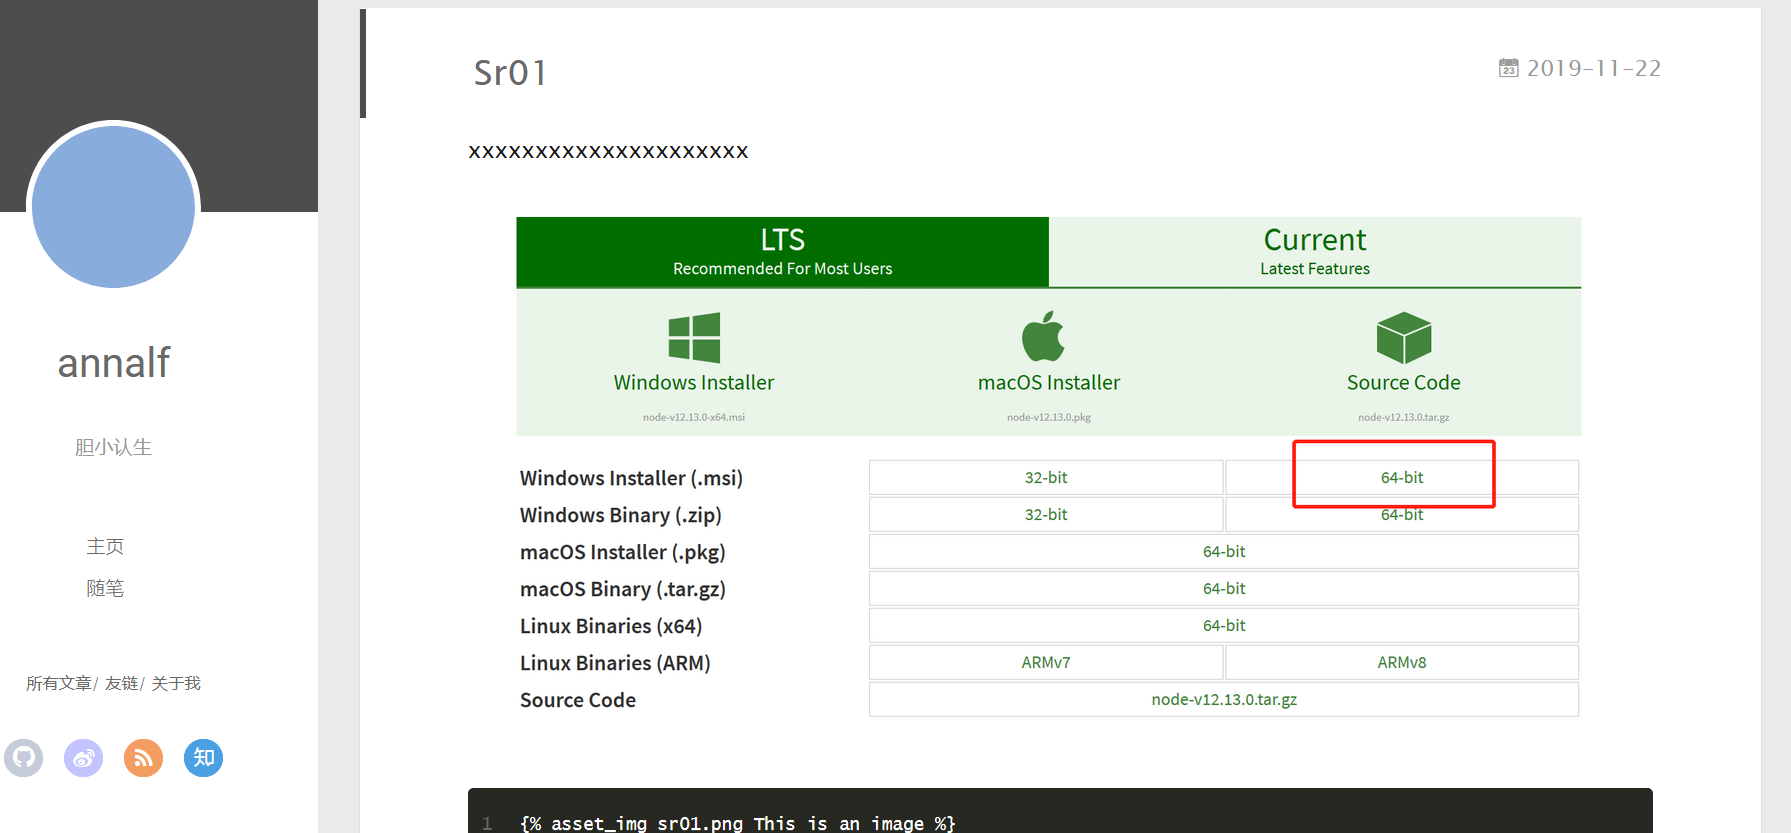 annalf
胆小认生
主页
随笔
所有文章/ 友链/ 关于我
知
Sr01
23 2019-11-22
xxxxxxxxxxxxxxxxxxxxx
LTS
Recommended For Most Users
Current
Latest Features
Windows Installer
node-v12.13.0-x64.msi
macOS Installer
node-v12.13.0.pkg
Source Code
node-v12.13.0.tar.gz
Windows Installer (.msi) 32-bit 64-bit
Windows Binary (.zip) 32-bit 64-bit
macOS Installer (.pkg) 64-bit
macOS Binary (.tar.gz) 64-bit
Linux Binaries (x64) 64-bit
Linux Binaries (ARM) ARMv7 ARMv8
Source Code node-v12.13.0.tar.gz
1 {% asset_img sr01.png This is an image %}